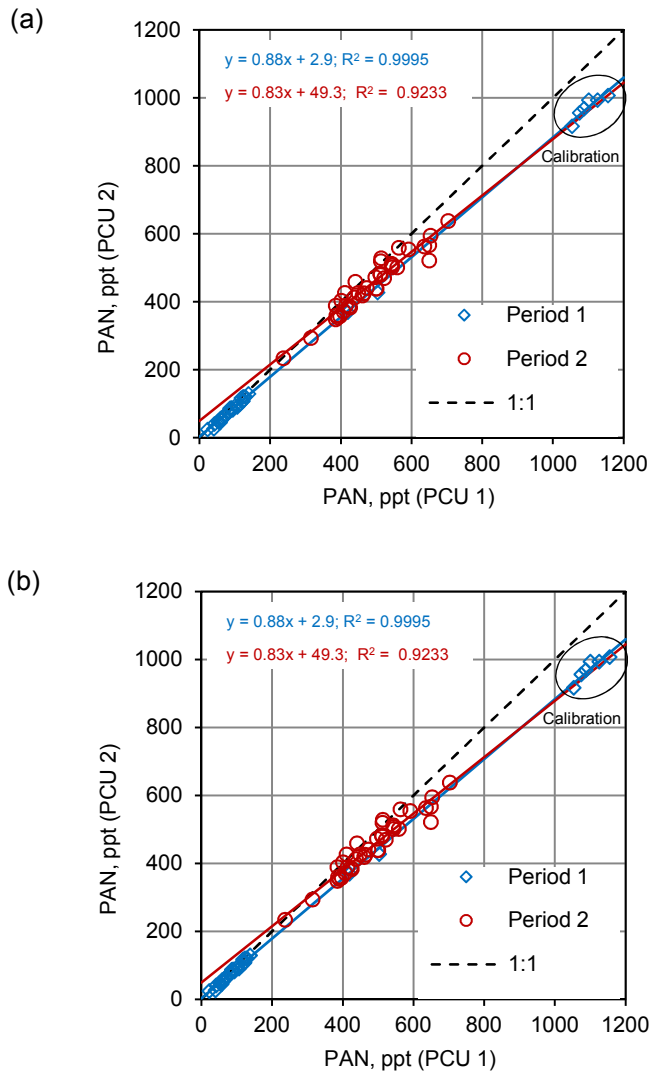 (a)
y = 0.88x + 2.9; R² = 0.9995
y = 0.83x + 49.3; R² = 0.9233
1200
1000
800
600
400
200
0
Calibration
Period 1
Period 2
1:1
0 200 400 600 800 1000 1200
PAN, ppt (PCU 2)
PAN, ppt (PCU 1)
(b)
y = 0.88x + 2.9; R² = 0.9995
y = 0.83x + 49.3; R² = 0.9233
1200
1000
800
600
400
200
0
Calibration
Period 1
Period 2
1:1
0 200 400 600 800 1000 1200
PAN, ppt (PCU 2)
PAN, ppt (PCU 1)